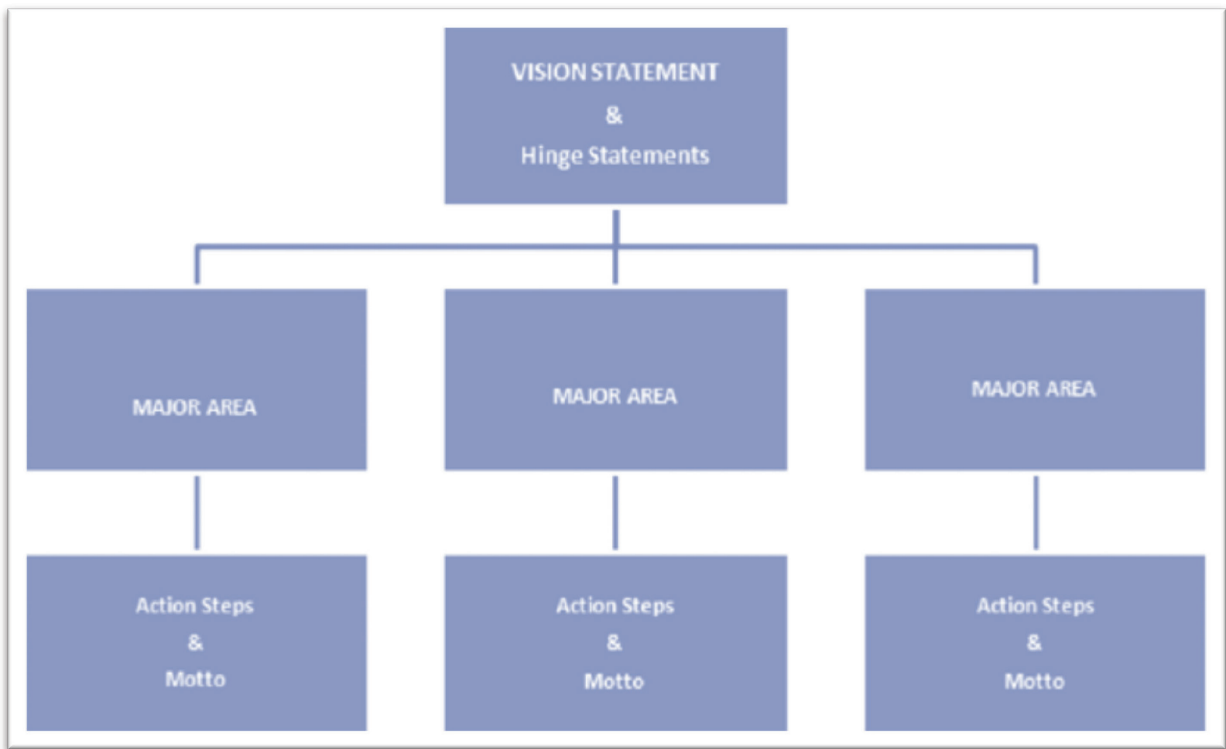 VISION STATEMENT
&
Hinge Statements
MAJOR AREA
MAJOR AREA
MAJOR AREA
Action Steps
&
Motto
Action Steps
&
Motto
Action Steps
&
Motto